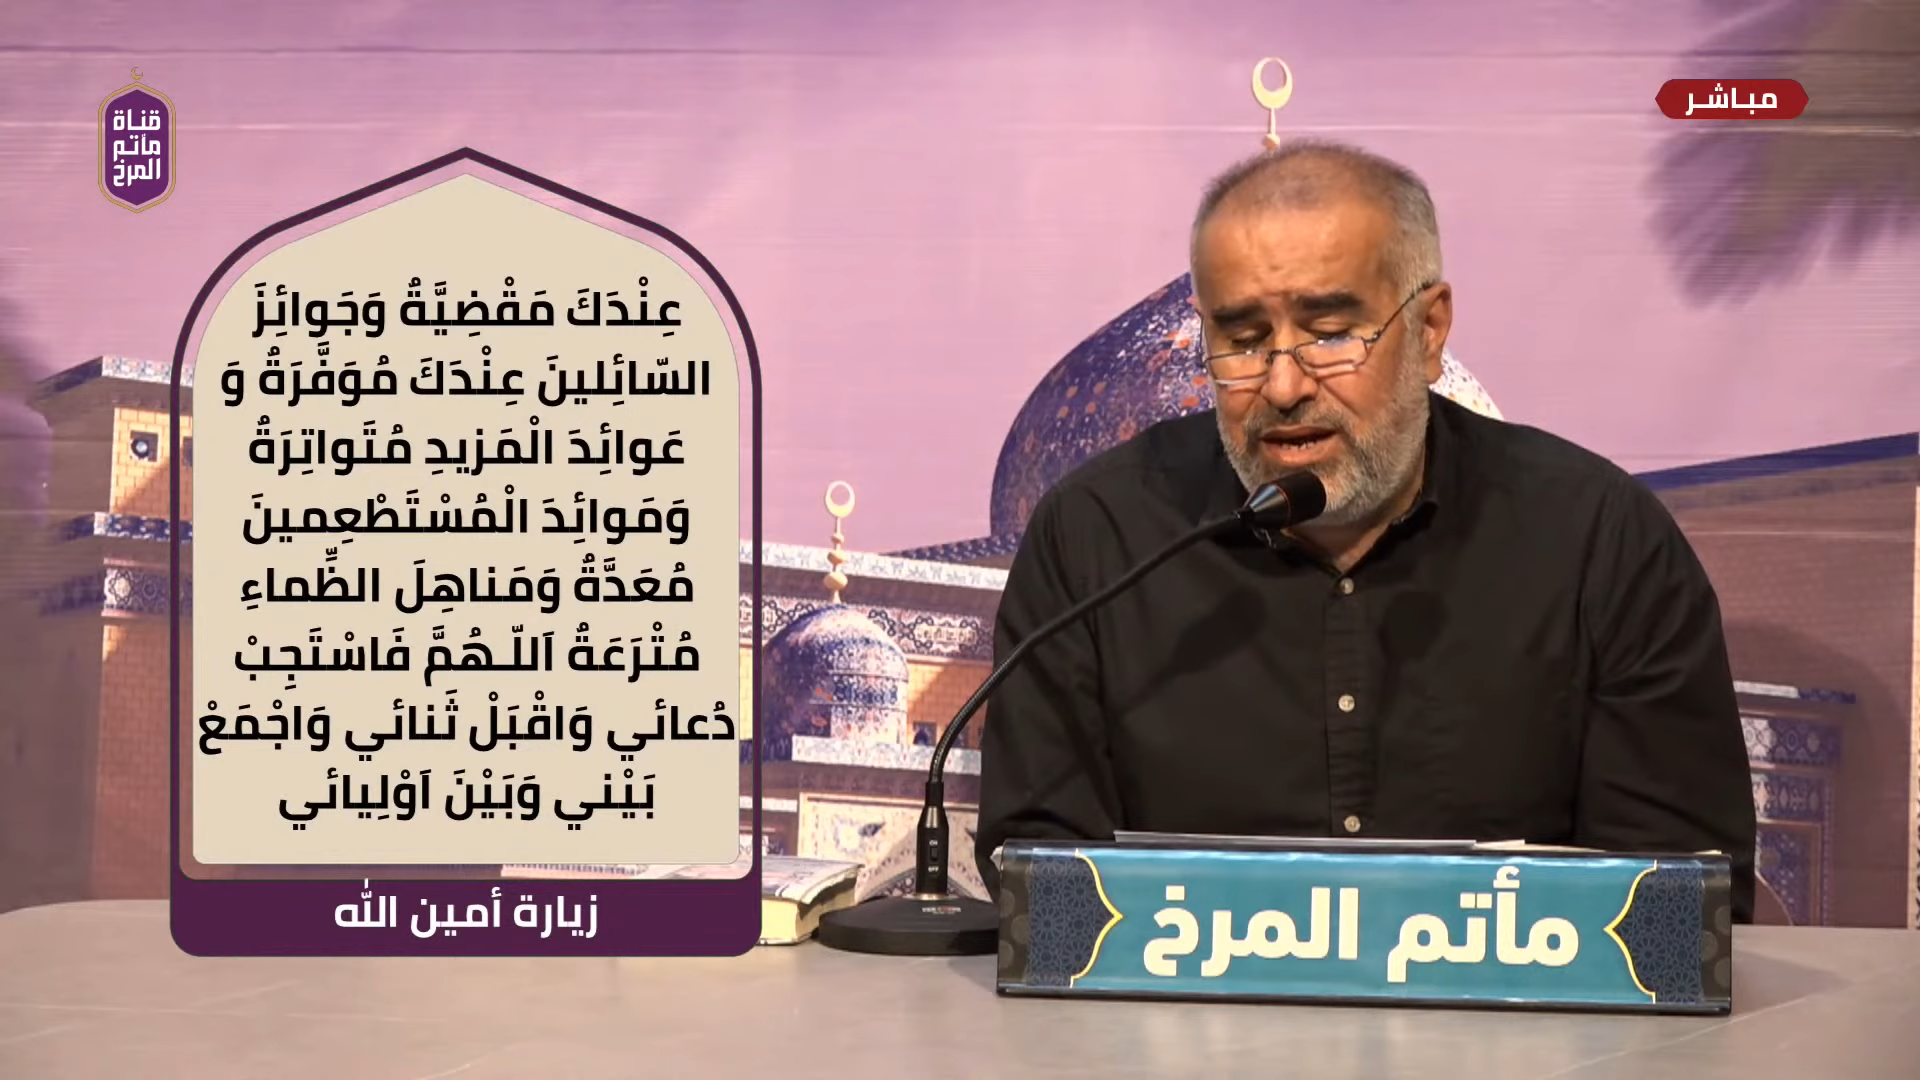 قناة
مأتم
المرخ
مباشر
عِنْدَكَ مَقْضِيَّةٌ وَجَوائِزَ
السّائِلينَ عِنْدَكَ مُوَفَّرَةٌ وَ
عَوائِدَ الْمَزيدِ مُتَواتِرَةٌ
وَمَوائِدَ الْمُسْتَطْعِمينَ
مُعَدَّةٌ وَمَناهِلَ الظِّماءِ
مُتْرَعَةٌ اَللّـهُمَّ فَاسْتَجِبْ
دُعائي وَاقْبَلْ ثَنائي وَاجْمَعْ
بَيْني وَبَيْنَ اَوْلِيائي
زيارة أمين الله
مأتم المرخ